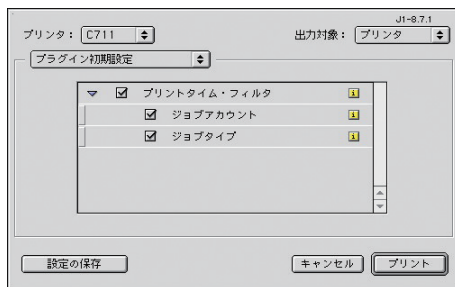 J1-8.7.1
プリンタ： C711 出力対象： プリンタ
プラグイン初期設定
プリントタイム・フィルタ
ジョブアカウント
ジョブタイプ
設定の保存 キャンセル プリント